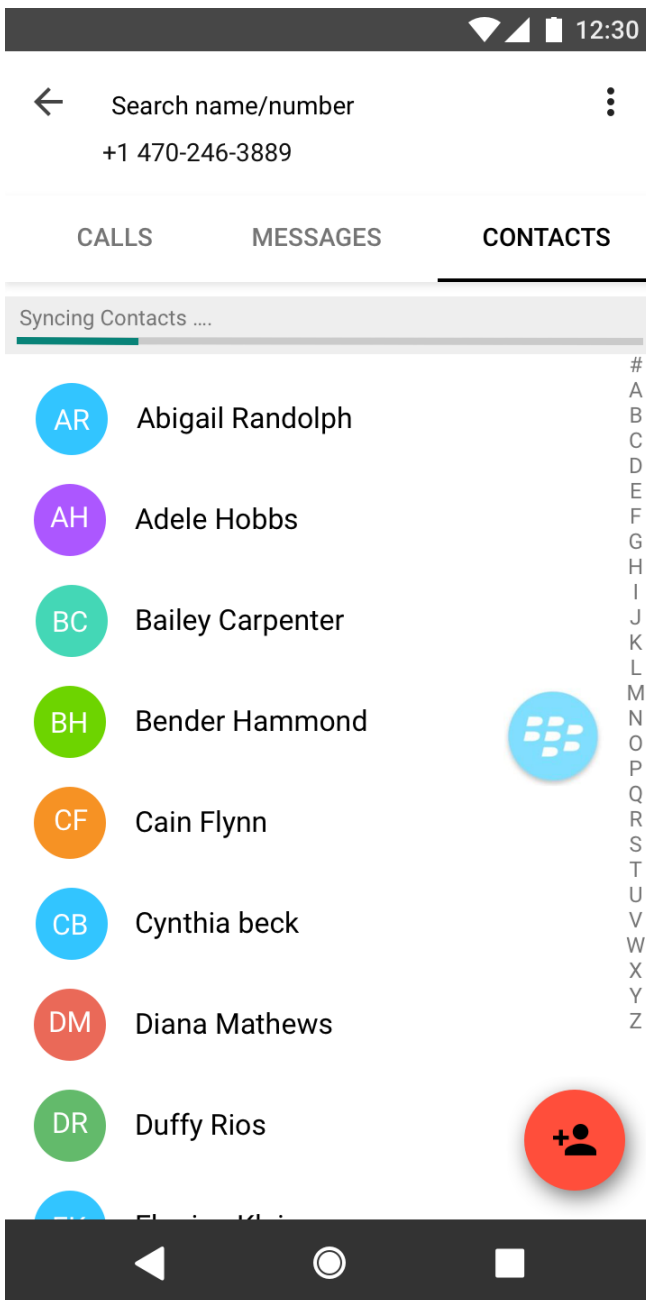 12:30
Search name/number
+1 470-246-3889
CALLS MESSAGES CONTACTS
Syncing Contacts ....
AR Abigail Randolph
AH Adele Hobbs
BC Bailey Carpenter
BH Bender Hammond
CF Cain Flynn
CB Cynthia beck
DM Diana Mathews
DR Duffy Rios
#
A
B
C
D
E
F
G
H
I
J
K
L
M
N
O
P
Q
R
S
T
U
V
W
X
Y
Z